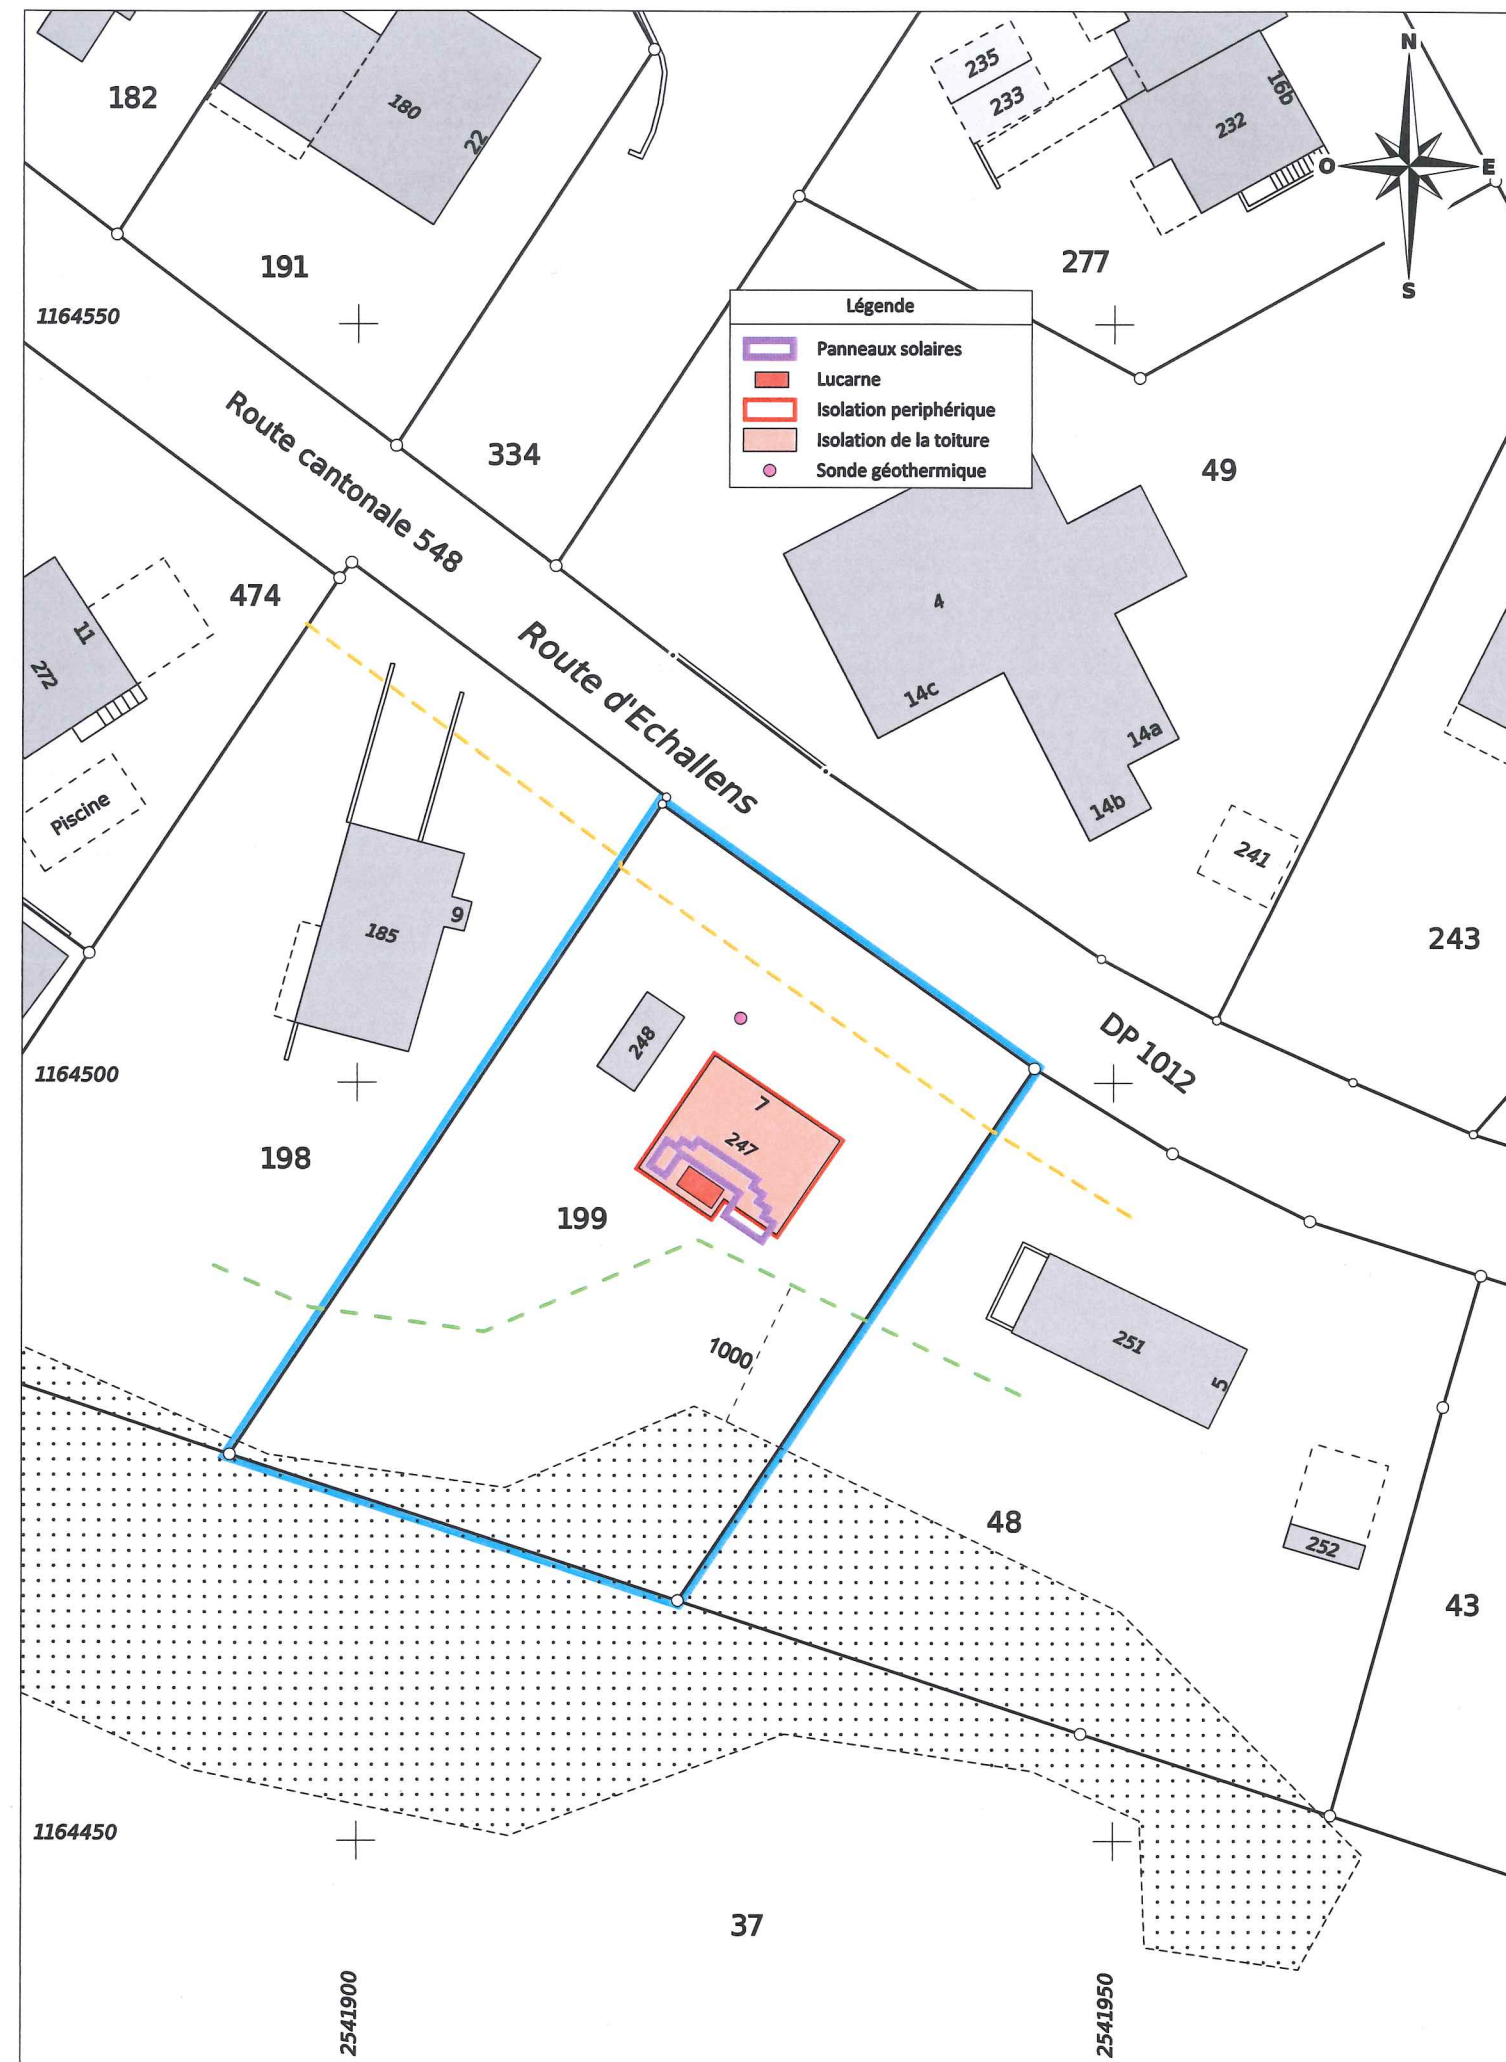 N
235
16b
182
233
180
232
22
O
E
191
277
S
1164550
Légende
Panneaux solaires
Lucarne
Isolation periphérique
Isolation de la toiture
Sonde géothermique
Route cantonale 548
334
49
474
4
11
272
Route d'Echallens
14c
14a
14b
Piscine
241
9
185
243
248
DP 1012
1164500
7
247
198
199
1000
251
5
48
252
43
1164450
37
2541900
2541950